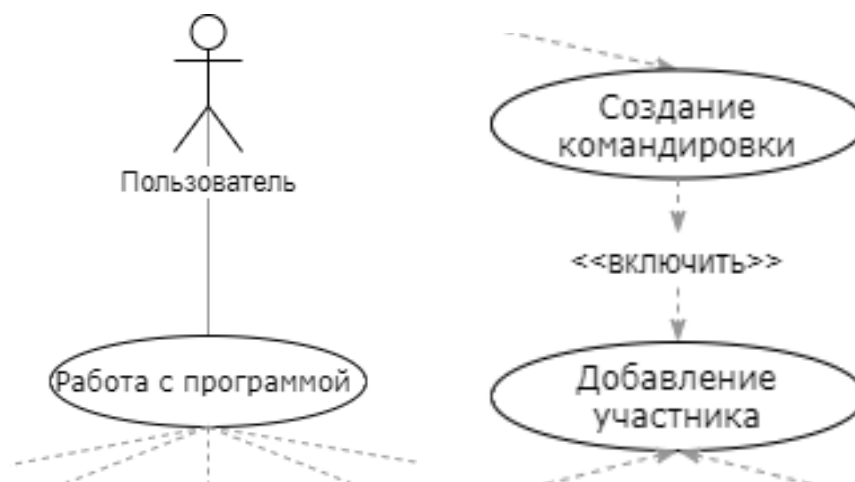 Пользователь
Работа с программой
Создание
командировки
<<включить>>
Добавление
участника